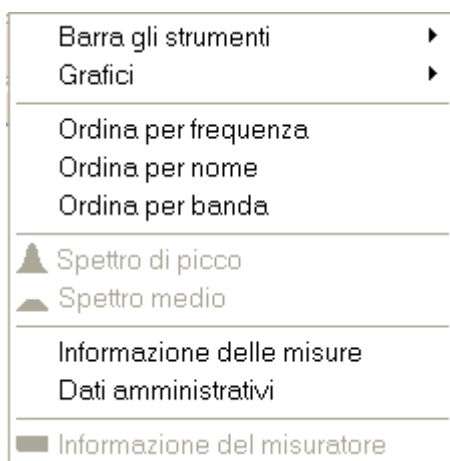 Barra gli strumenti
Grafici
Ordina per frequenza
Ordina per nome
Ordina per banda
Spettro di picco
Spettro medio
Informazione delle misure
Dati amministrativi
Informazione del misuratore